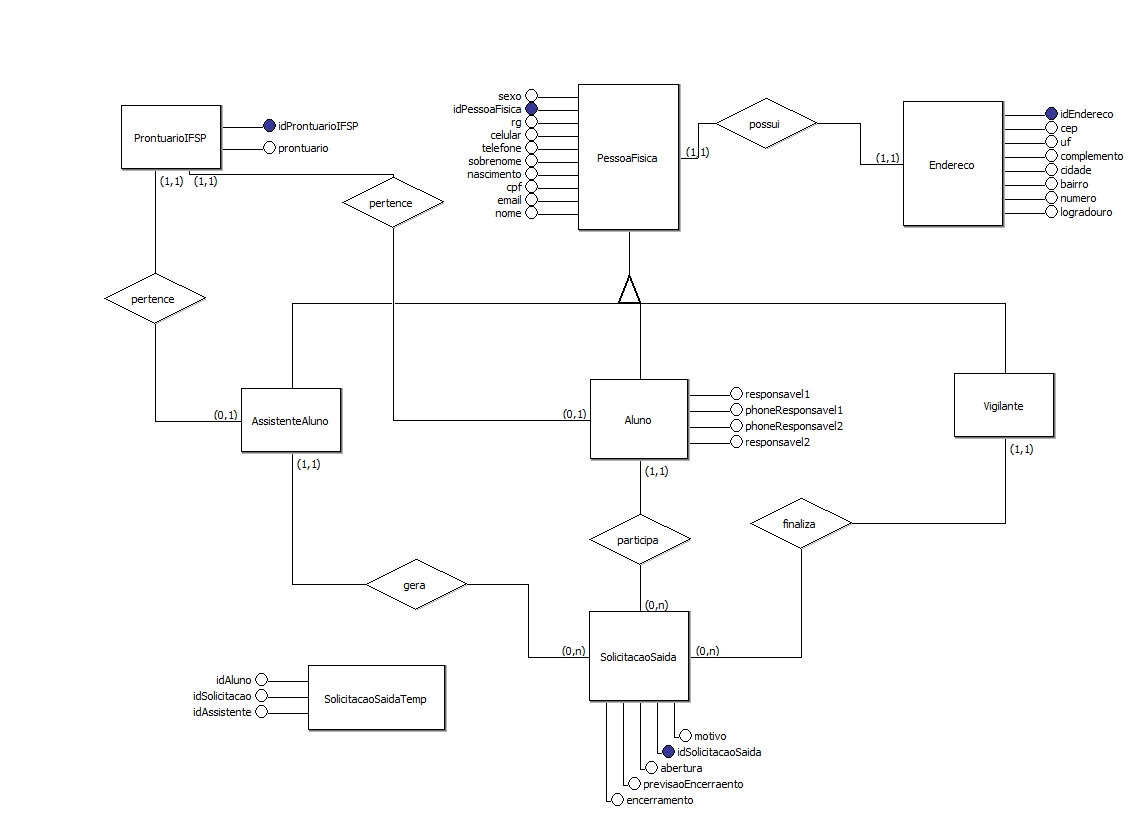 sexo
idPessoaFisica
rg
celular
telefone
sobrenome
nascimento
cpf
email
nome
PessoaFisica
(1,1)
possui
(1,1)
Endereco
idEndereco
cep
uf
complemento
cidade
bairro
numero
logradouro
ProntuarioIFSP
idProntuarioIFSP
prontuario
(1,1)
(1,1)
pertence
pertence
(0,1)
AssistenteAluno
(1,1)
(0,1)
Aluno
responsavel1
phoneResponsavel1
phoneResponsavel2
responsavel2
(1,1)
Vigilante
(1,1)
finaliza
participa
gera
(0,n)
(0,n)
SolicitacaoSaida
(0,n)
idAluno
idSolicitacao
idAssistente
SolicitacaoSaidaTemp
motivo
idSolicitacaoSaida
abertura
previsaoEncerraento
encerramento